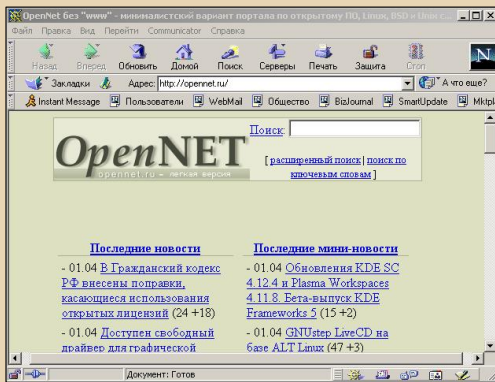 OpenNet без "www" - минималистский вариант портала по открытому ПО, Linux, BSD и Unix с...
Файл Правка Вид Перейти Communicator Справка
Назад Вперед Обновить Домой Поиск Серверы Печать Защита Стоп
N
Закладки Адрес: http://opennet.ru/ А что еще?
Instant Message Пользователи WebMail Общество BizJournal SmartUpdate Mktpl
OpenNET
opennet.ru - легкая версия
Поиск:
[ расширенный поиск | поиск по
ключевым словам ]
Последние новости
- 01.04 В Гражданский кодекс
РФ внесены поправки,
касающиеся использования
открытых лицензий (24 +18)
- 01.04 Доступен свободный
драйвер для графической
Последние мини-новости
- 01.04 Обновления KDE SC
4.12.4 и Plasma Workspaces
4.11.8. Бета-выпуск KDE
Frameworks 5 (15 +2)
- 01.04 GNUstep LiveCD на
базе ALT Linux (47 +3)
Документ: Готов